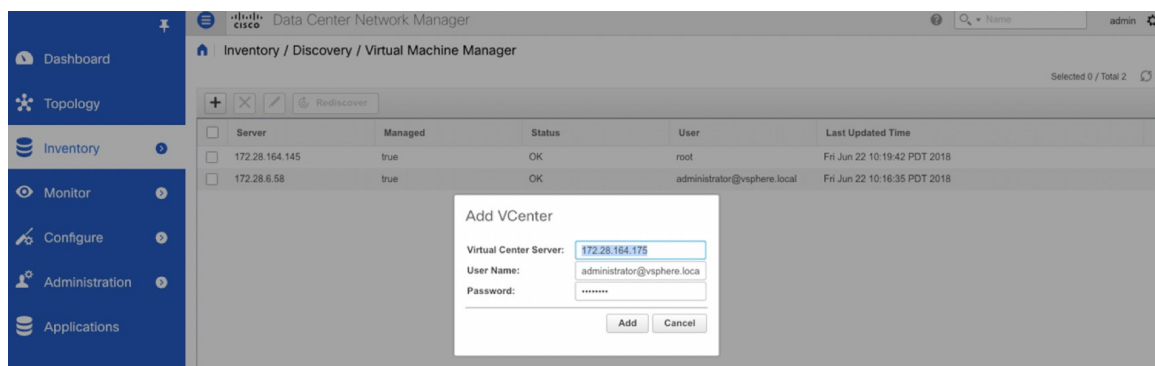 CISCO Data Center Network Manager
Name
admin
Inventory / Discovery / Virtual Machine Manager
Selected 0 / Total 2
Rediscover
Server Managed Status User Last Updated Time
172.28.164.145 true OK root Fri Jun 22 10:19:42 PDT 2018
172.28.6.58 true OK administrator@vsphere.local Fri Jun 22 10:16:35 PDT 2018
Dashboard
Topology
Inventory
Monitor
Configure
Administration
Applications
Add VCenter
Virtual Center Server: 172.28.164.175
User Name: administrator@vsphere.loca
Password: ••••••••
Add Cancel